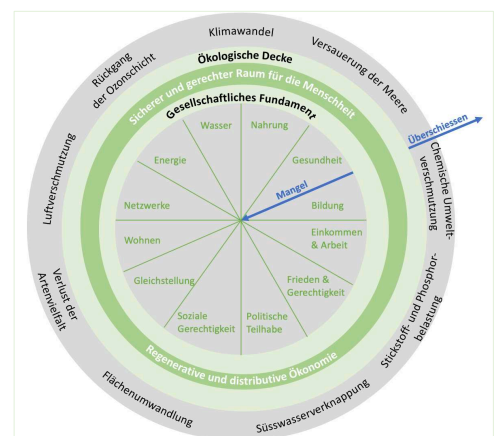 Klimawandel
Versauerung der Meere
Chemische Umwelt-
verschmutzung
Stickstoff- und Phosphor-
belastung
Süsswasserverknappung
Flächenumwandlung
Verlust der
Artenvielfalt
Luftverschmutzung
Rückgang
der Ozonschicht
Überschiessen
Ökologische Decke
Sicherer und gerechter Raum für die Menschheit
Gesellschaftliches Fundament
Wasser
Nahrung
Energie
Gesundheit
Mangel
Netzwerke
Bildung
Wohnen
Einkommen
& Arbeit
Gleichstellung
Frieden &
Gerechtigkeit
Soziale
Gerechtigkeit
Politische
Teilhabe
Regenerative und distributive Ökonomie